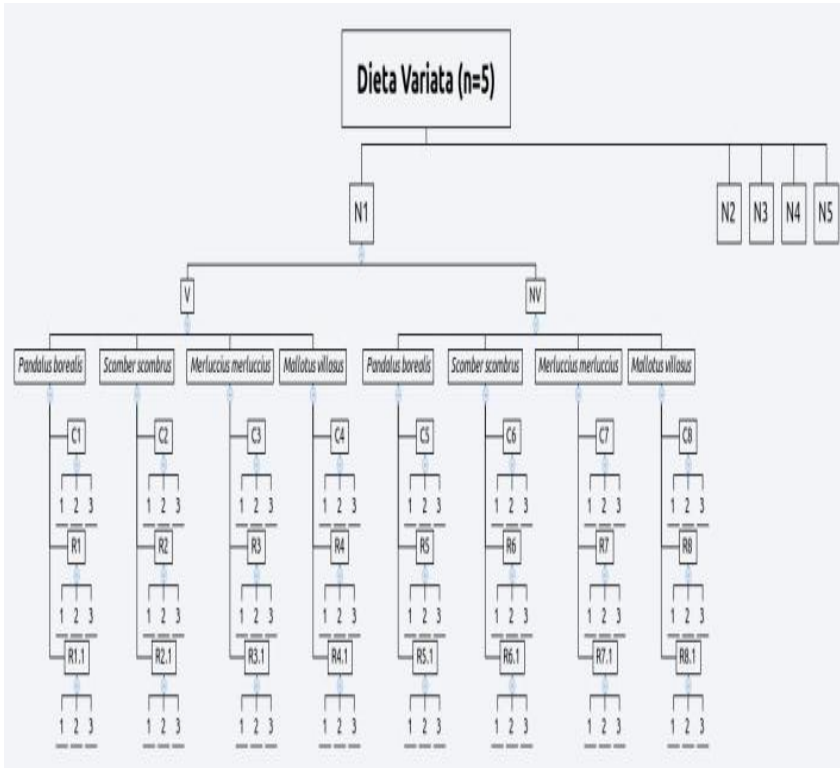 Dieta Variata (n=5)
N1 N2 N3 N4 N5
V NV
Pandalus borealis Scomber scombrus Merluccius merluccius Mallotus villosus Pandalus borealis Scomber scombrus Merluccius merluccius Mallotus villosus
C1 C2 C3 C4 C5 C6 C7 C8
1 2 3 1 2 3 1 2 3 1 2 3 1 2 3 1 2 3 1 2 3 1 2 3
R1 R2 R3 R4 R5 R6 R7 R8
1 2 3 1 2 3 1 2 3 1 2 3 1 2 3 1 2 3 1 2 3 1 2 3
R1.1 R2.1 R3.1 R4.1 R5.1 R6.1 R7.1 R8.1
1 2 3 1 2 3 1 2 3 1 2 3 1 2 3 1 2 3 1 2 3 1 2 3